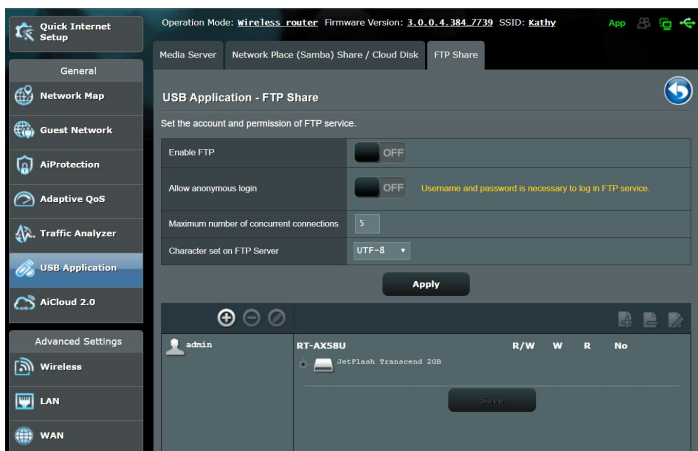 Quick Internet
Setup
Operation Mode: Wireless router Firmware Version: 3.0.0.4.384_7739 SSID: Kathy
App
Media Server
Network Place (Samba) Share / Cloud Disk
FTP Share
General
Network Map
Guest Network
AiProtection
Adaptive QoS
Traffic Analyzer
USB Application
AiCloud 2.0
Advanced Settings
Wireless
LAN
WAN
USB Application - FTP Share
Set the account and permission of FTP service.
Enable FTP OFF
Allow anonymous login OFF Username and password is necessary to log in FTP service.
Maximum number of concurrent connections 5
Character set on FTP Server UTF-8
Apply
admin
RT-AX58U R/W W R No
JetFlash Transcend 2GB
Save